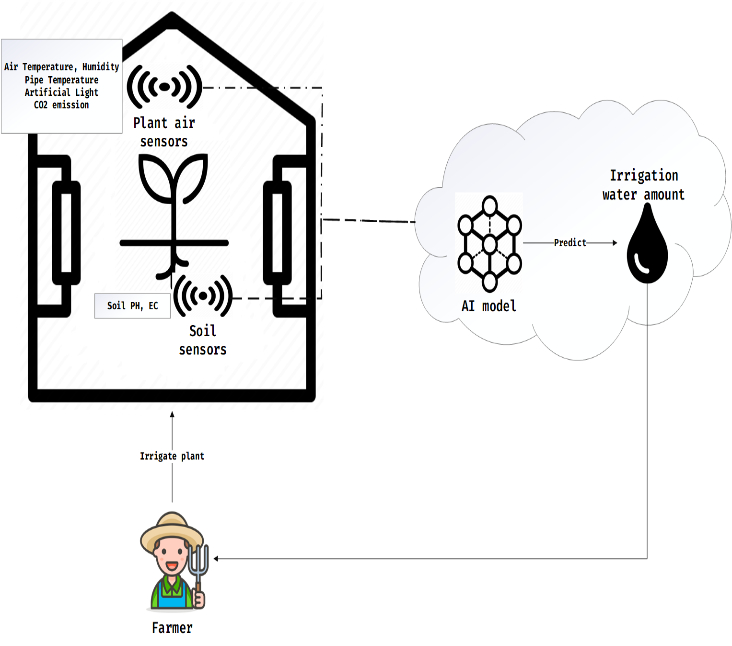 Air Temperature, Humidity
Pipe Temperature
Artificial Light
CO2 emission
Plant air
sensors
Soil PH, EC
Soil
sensors
Irrigation
water amount
Predict
AI model
Irrigate plant
Farmer